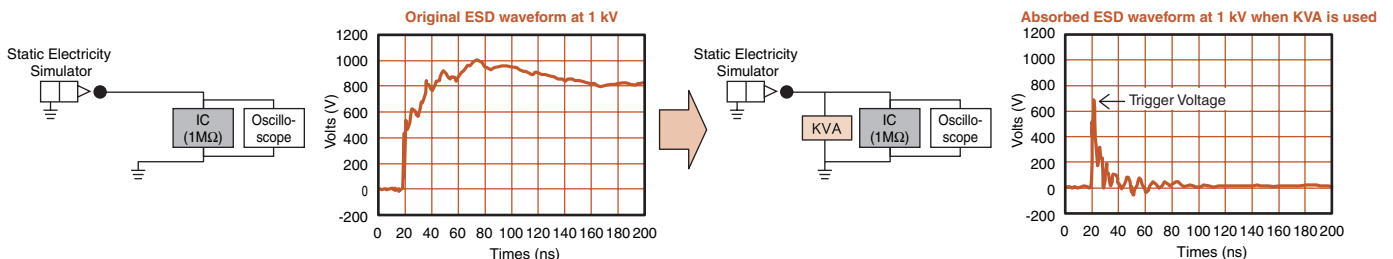 Static Electricity
Simulator
IC
(1MΩ)
Oscillo-
scope
Original ESD waveform at 1 kV
Volts (V)
1200
1000
800
600
400
200
0
-200
0 20 40 60 80 100 120 140 160 180 200
Times (ns)
Static Electricity
Simulator
KVA
IC
(1MΩ)
Oscillo-
scope
Absorbed ESD waveform at 1 kV when KVA is used
Volts (V)
1200
1000
800
600
400
200
0
-200
Trigger Voltage
0 20 40 60 80 100 120 140 160 180 200
Times (ns)